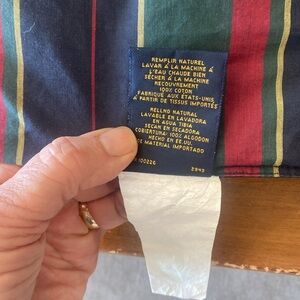 REMPLIR NATUREL
LAVAR À LA MACHINE À
L'EAU CHAUDE BIEN
SÉCHER À LA MACHINE
RECOUVREMENT
100% COTON
FABRIQUÉ AUX ÉTATS-UNIS
À PARTIR DE TISSUS IMPORTÉS
RELLNO NATURAL
LAVABLE EN LAVADORA
EN AGUA TIBIA
SECAR EN SECADORA
COBERTURA: 100% ALGODON
HECHO EN EE.UU.
DE MATERIAL IMPORTADO